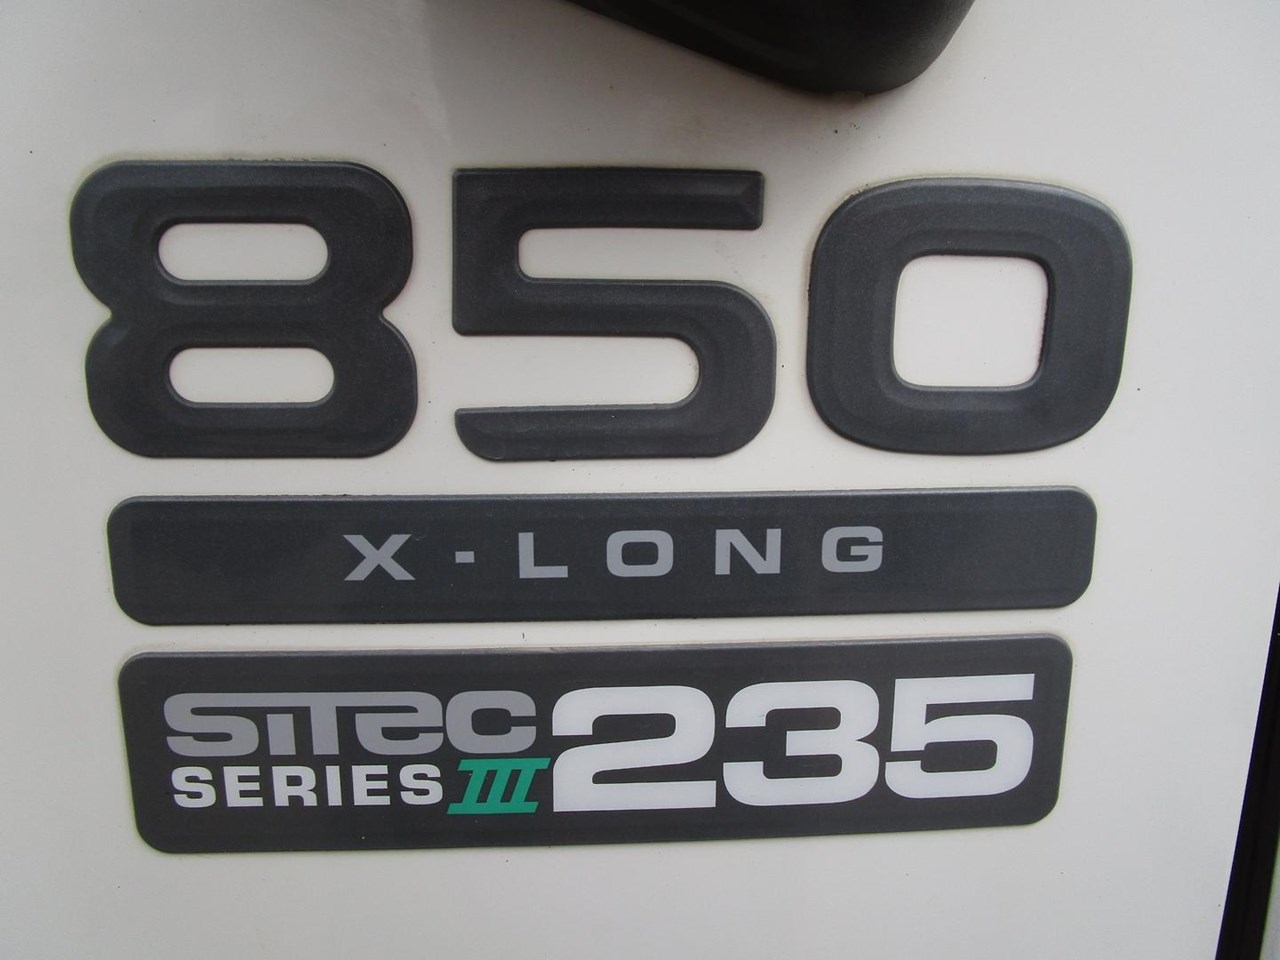 850
X-LONG
SiTEC 235
SERIES III